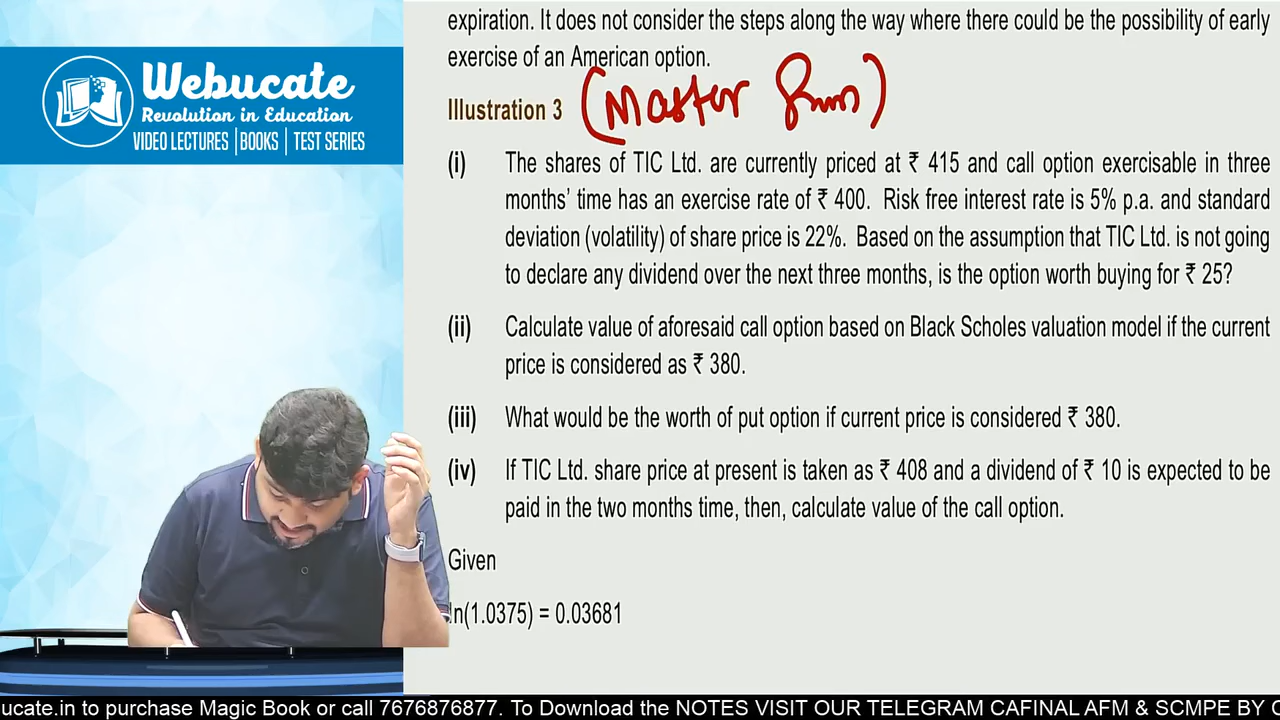 expiration. It does not consider the steps along the way where there could be the possibility of early
exercise of an American option.
Webucate
Revolution in Education
VIDEO LECTURES | BOOKS | TEST SERIES
Illustration 3 (Master Sum)
(i) The shares of TIC Ltd. are currently priced at ₹ 415 and call option exercisable in three
months' time has an exercise rate of ₹ 400. Risk free interest rate is 5% p.a. and standard
deviation (volatility) of share price is 22%. Based on the assumption that TIC Ltd. is not going
to declare any dividend over the next three months, is the option worth buying for ₹ 25?
(ii) Calculate value of aforesaid call option based on Black Scholes valuation model if the current
price is considered as ₹ 380.
(iii) What would be the worth of put option if current price is considered ₹ 380.
(iv) If TIC Ltd. share price at present is taken as ₹ 408 and a dividend of ₹ 10 is expected to be
paid in the two months time, then, calculate value of the call option.
Given
ln(1.0375) = 0.03681
ucate.in to purchase Magic Book or call 7676876877. To Download the NOTES VISIT OUR TELEGRAM CAFINAL AFM & SCMPE BY